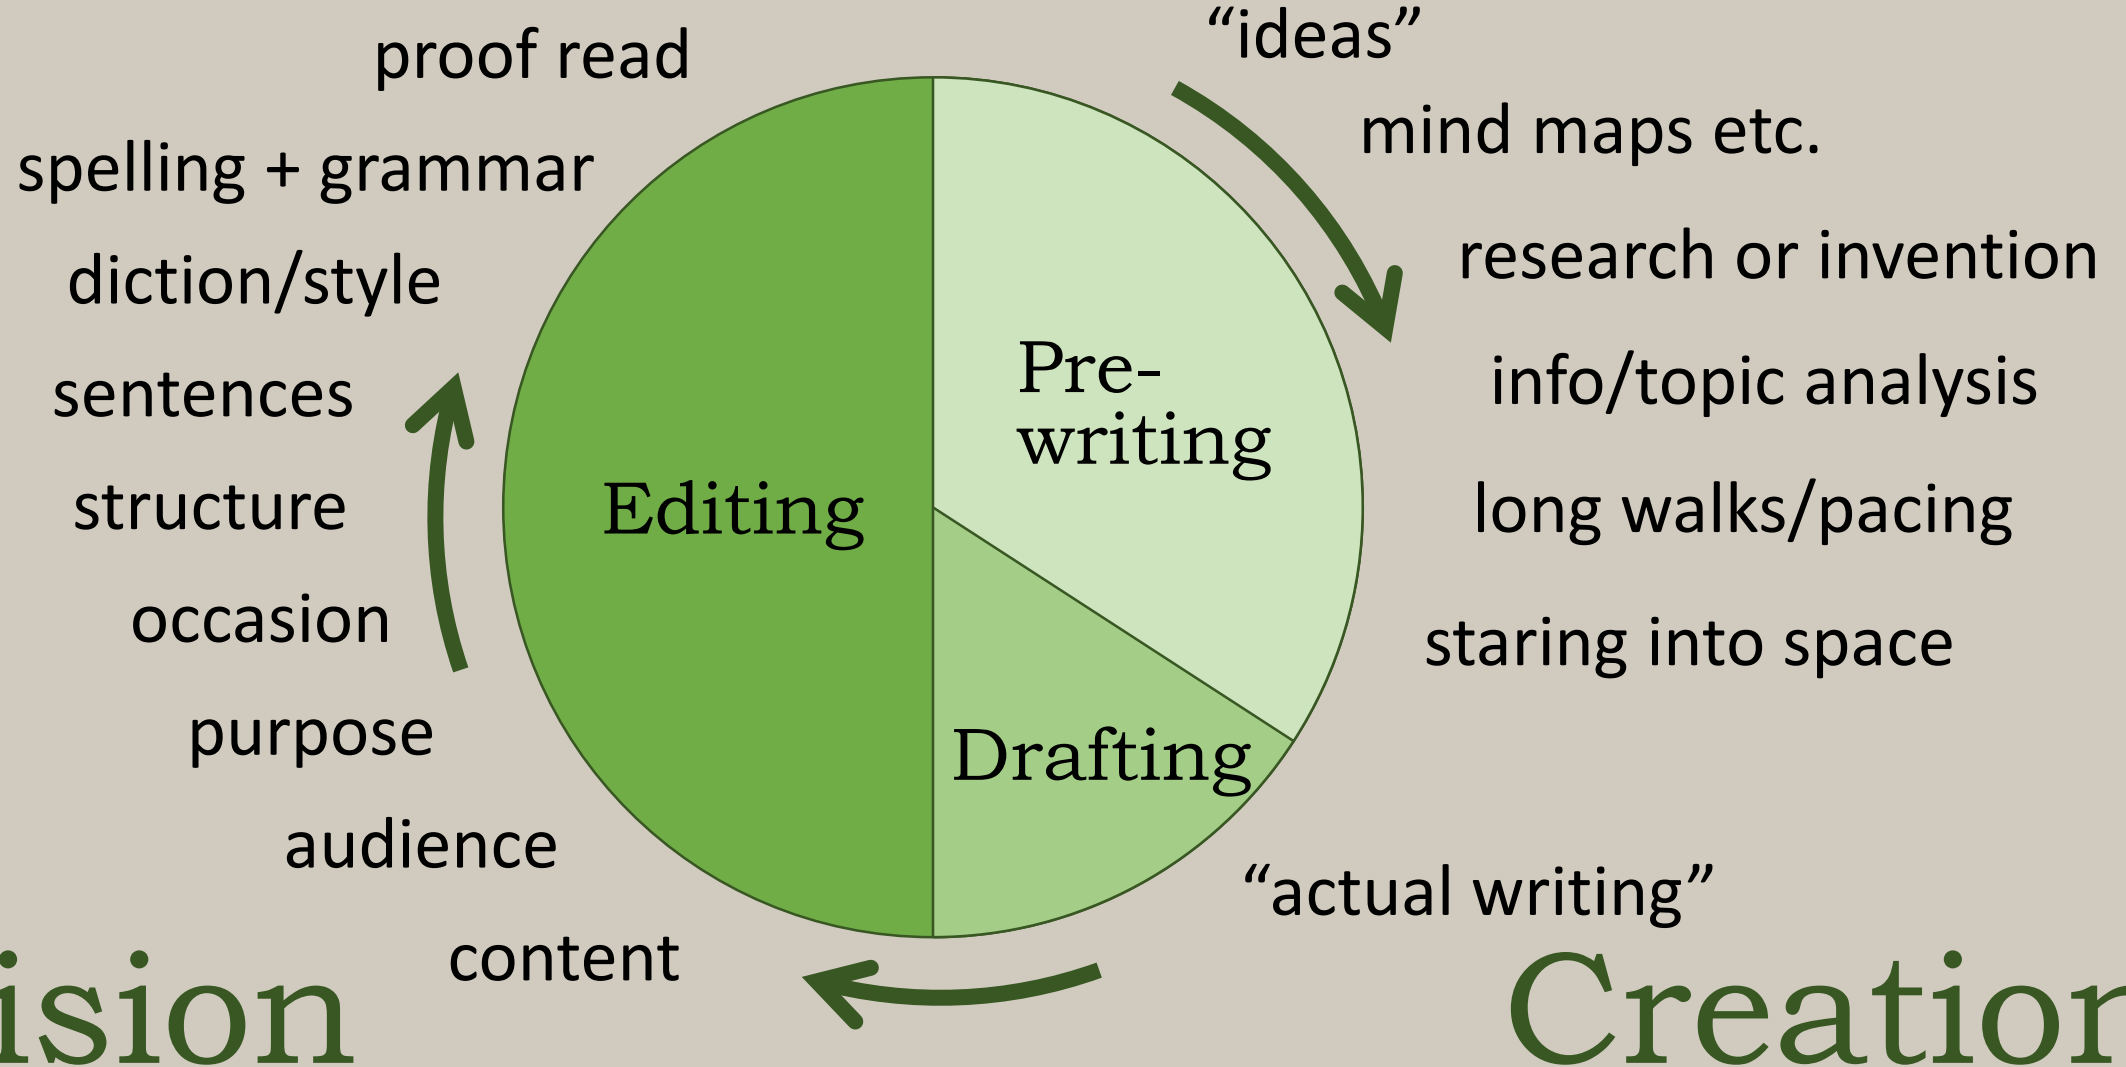 “ideas”
mind maps etc.
research or invention
info/topic analysis
long walks/pacing
staring into space
“actual writing”
Pre-
writing
Drafting
Editing
content
audience
purpose
occasion
structure
sentences
diction/style
spelling + grammar
proof read
ision
Creation